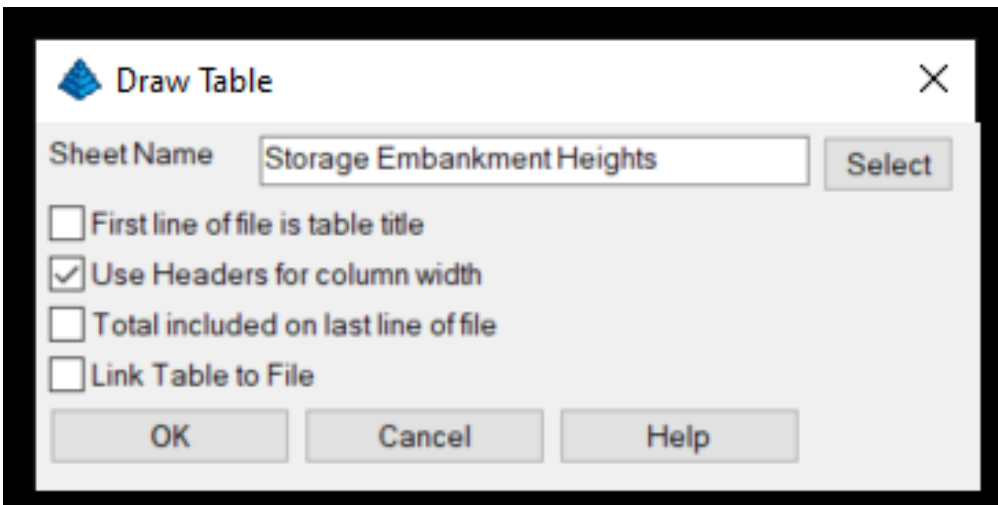 Draw Table
Sheet Name Storage Embankment Heights Select
First line of file is table title
Use Headers for column width
Total included on last line of file
Link Table to File
OK Cancel Help